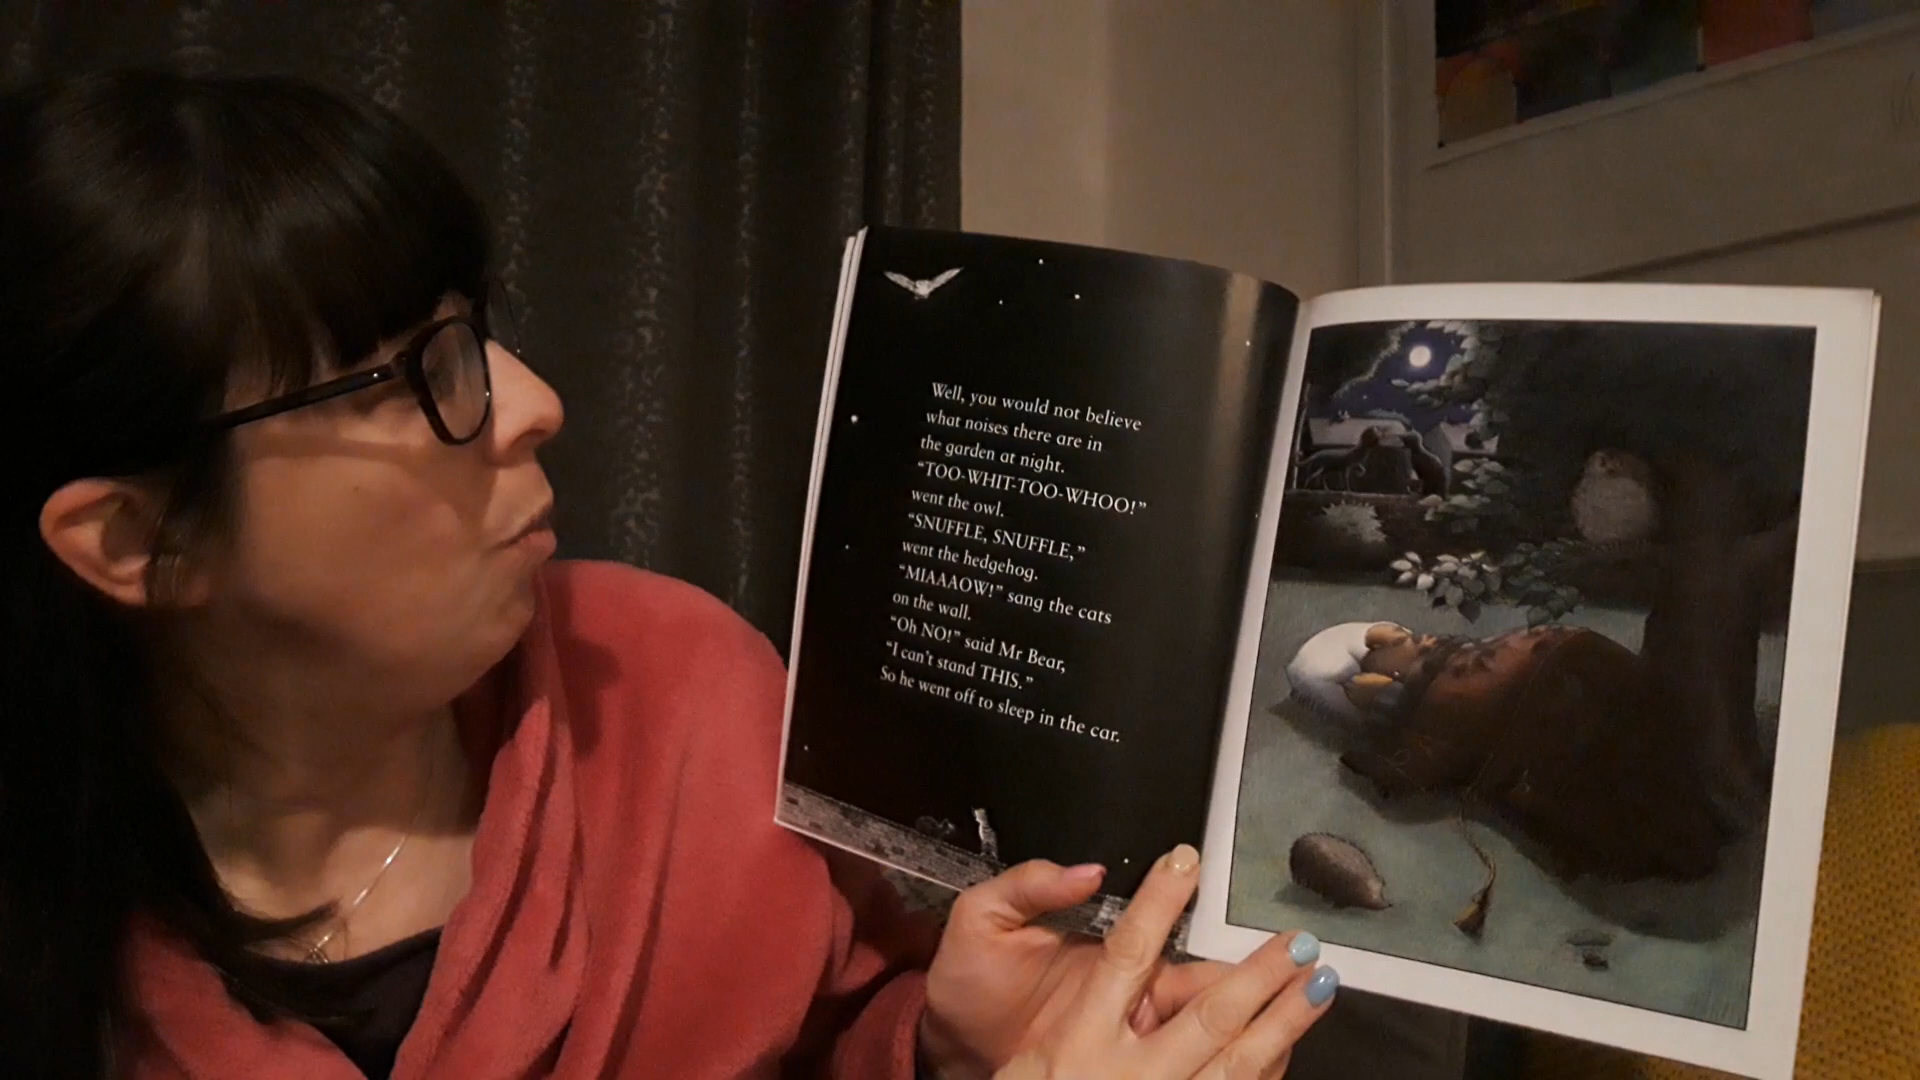 Well, you would not believe
what noises there are in
the garden at night.
“TOO-WHIT-TOO-WHOO!”
went the owl.
“SNUFFLE, SNUFFLE,”
went the hedgehog.
“MIAAAOW!” sang the cats
on the wall.
“Oh NO!” said Mr Bear,
“I can’t stand THIS.”
So he went off to sleep in the car.